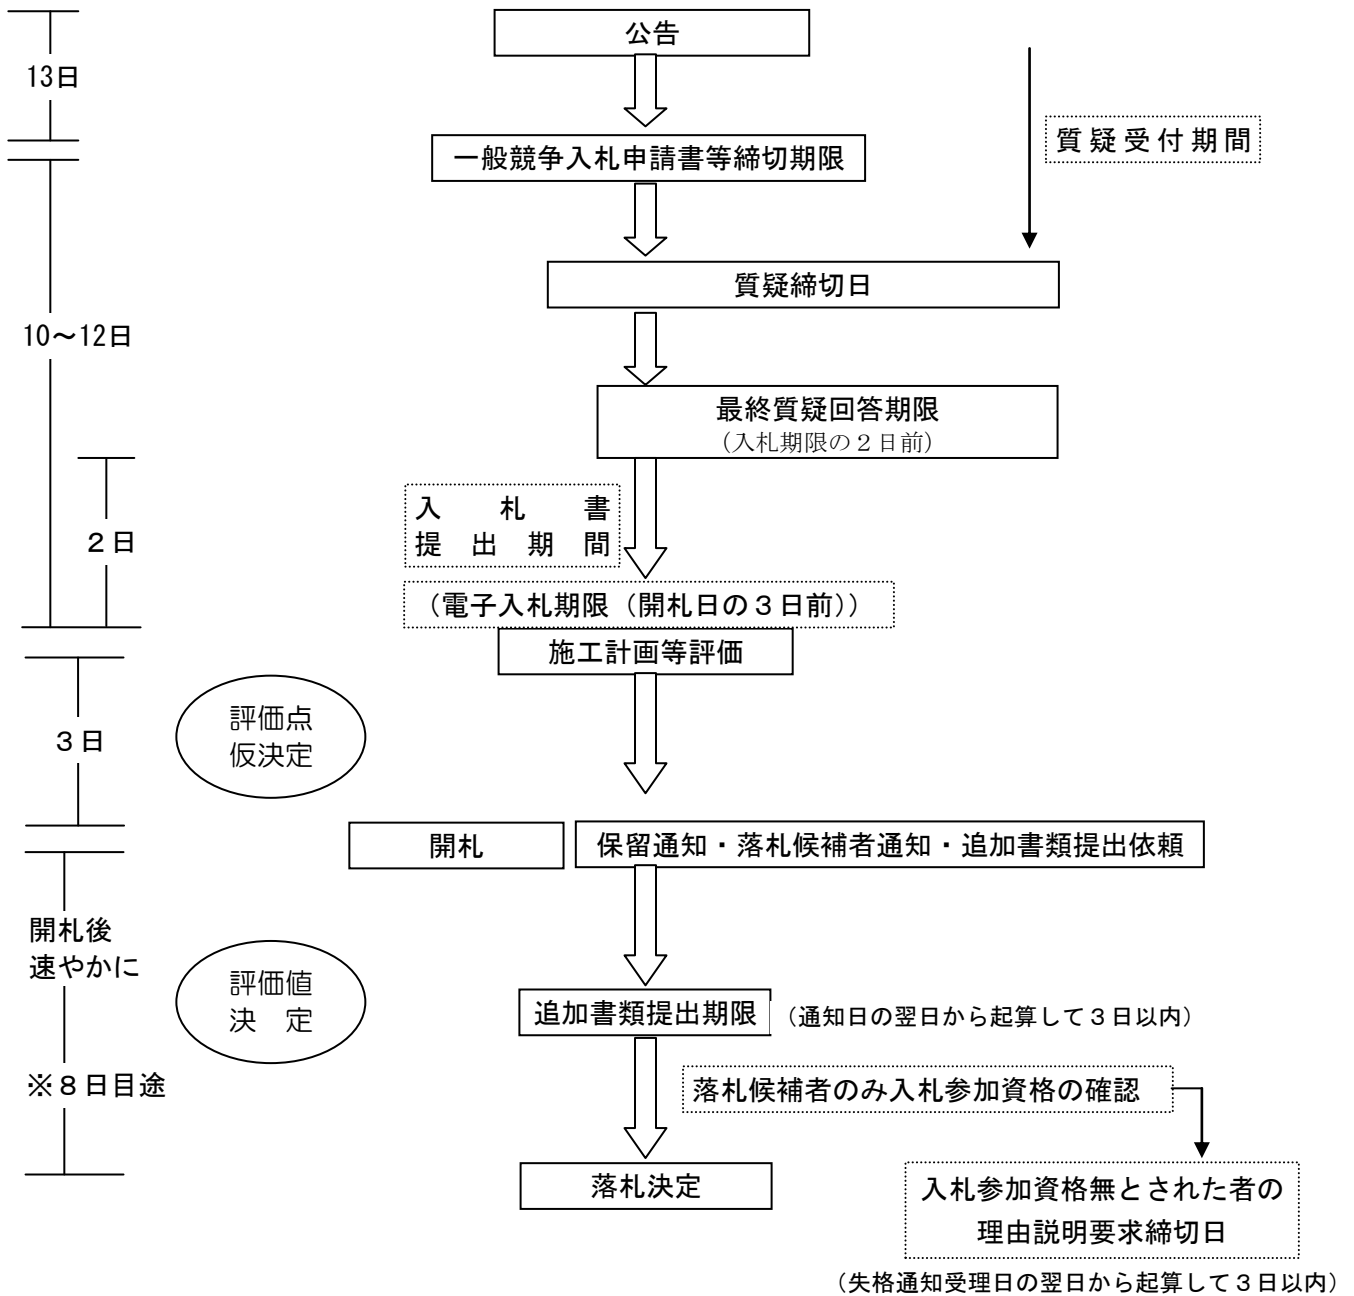 公告
13日
質疑受付期間
一般競争入札申請書等締切期限
質疑締切日
10～12日
最終質疑回答期限
（入札期限の２日前）
入札書
提出期間
２日
（電子入札期限（開札日の３日前））
施工計画等評価
評価点
仮決定
３日
開札
保留通知・落札候補者通知・追加書類提出依頼
開札後
速やかに
評価値
決　定
追加書類提出期限
（通知日の翌日から起算して３日以内）
※８日目途
落札候補者のみ入札参加資格の確認
落札決定
入札参加資格無とされた者の
理由説明要求締切日
（失格通知受理日の翌日から起算して３日以内）